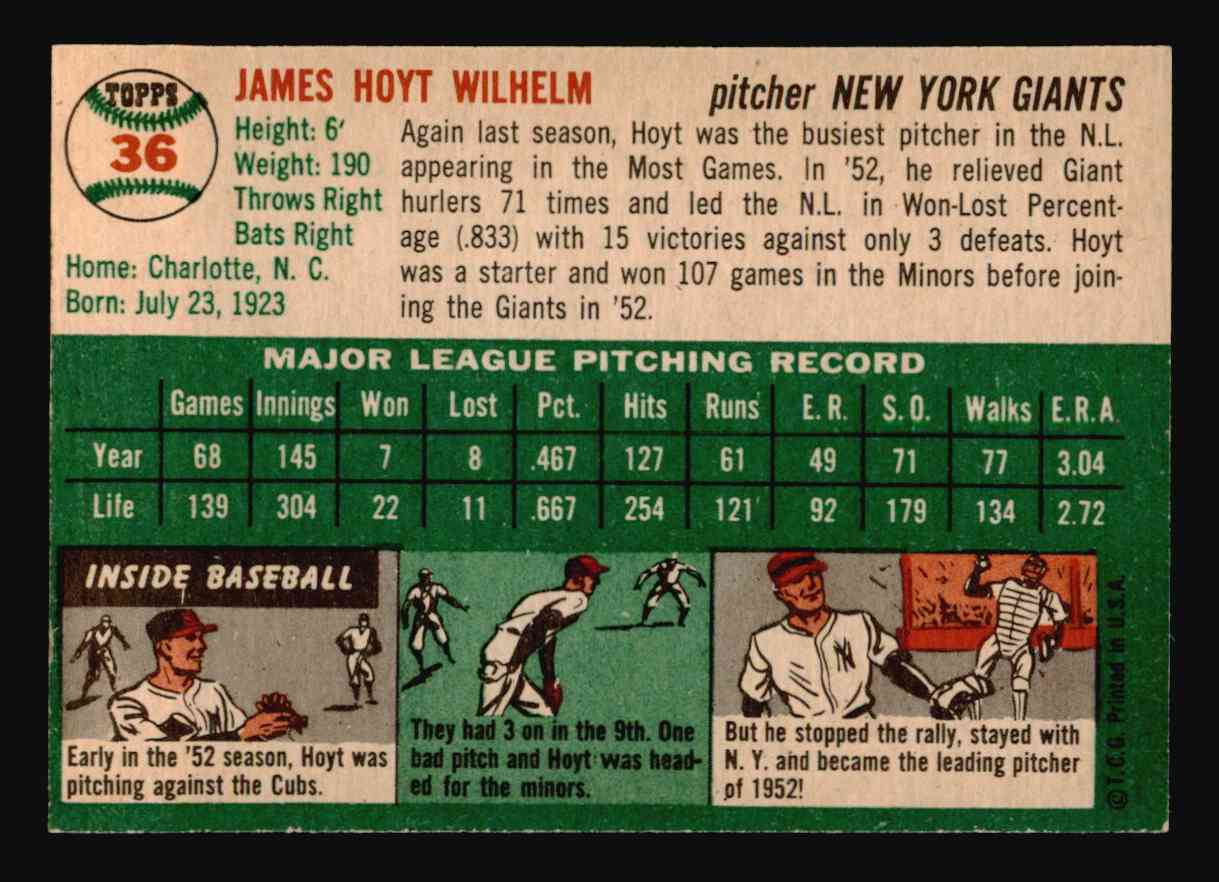 TOPPS
36
JAMES HOYT WILHELM
pitcher NEW YORK GIANTS
Height: 6'
Weight: 190
Throws Right
Bats Right
Home: Charlotte, N. C.
Born: July 23, 1923
Again last season, Hoyt was the busiest pitcher in the N.L.
appearing in the Most Games. In '52, he relieved Giant
hurlers 71 times and led the N.L. in Won-Lost Percent-
age (.833) with 15 victories against only 3 defeats. Hoyt
was a starter and won 107 games in the Minors before join-
ing the Giants in '52.
MAJOR LEAGUE PITCHING RECORD
Games Innings Won Lost Pct. Hits Runs E. R. S. O. Walks E.R.A.
Year 68 145 7 8 .467 127 61 49 71 77 3.04
Life 139 304 22 11 .667 254 121 92 179 134 2.72
INSIDE BASEBALL
Early in the '52 season, Hoyt was
pitching against the Cubs.
They had 3 on in the 9th. One
bad pitch and Hoyt was head-
ed for the minors.
NY
But he stopped the rally, stayed with
N. Y. and became the leading pitcher
of 1952!
© T.C.G. Printed in U.S.A.